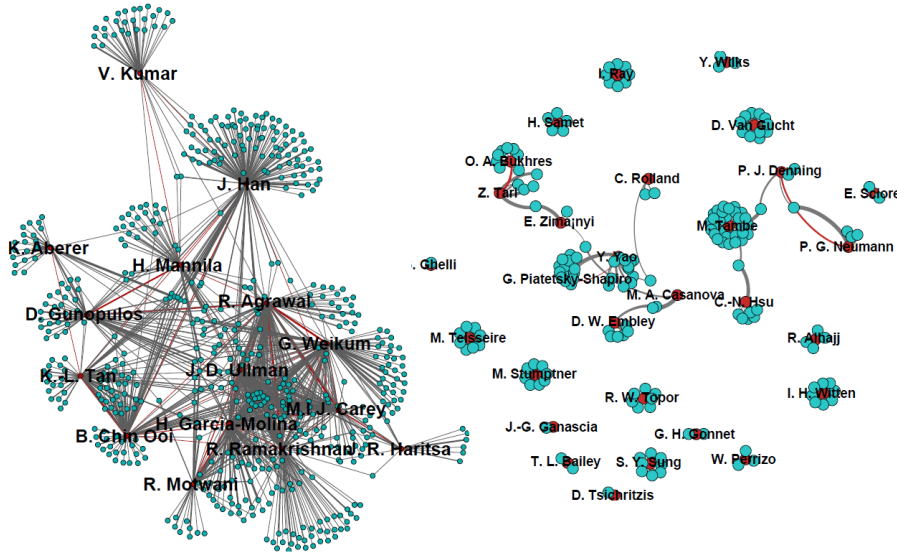 V. Kumar
J. Han
K. Aberer
H. Mannila
D. Gunopulos
R. Agrawal
G. Weikum
K.-L. Tan
J. D. Ullman
M. J. Carey
B. Chin Ooi
H. Garcia-Molina
R. Ramakrishnan
J. R. Haritsa
R. Motwani
Y. Wilks
I. Ray
H. Samet
D. Van Gucht
O. A. Bukhres
C. Rolland
P. J. Denning
Z. Tari
E. Sciore
E. Zimanyi
M. Tambe
P. G. Neumann
Y. Yao
Ghelli
G. Piatetsky-Shapiro
M. A. Casanova
C.-N. Hsu
D. W. Embley
M. Teisseire
R. Alhajj
M. Stumptner
R. W. Topor
I. H. Witten
J.-G. Ganascia
G. H. Gonnet
T. L. Bailey
S. Y. Sung
W. Perrizo
D. Tsichritzis